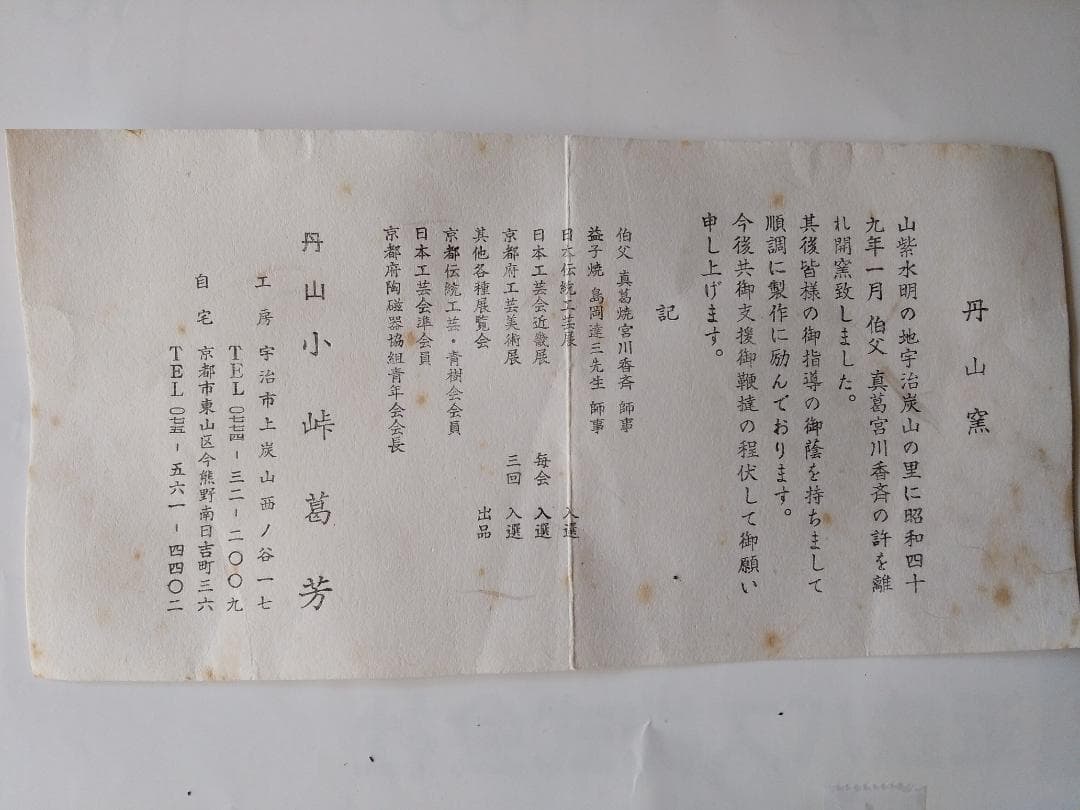 丹山窯
山紫水明の地宇治炭山の里に昭和四十
九年一月 伯父 真葛宮川香斉の許を離
れ開窯致しました。
其後皆様の御指導の御蔭を持ちまして
順調に製作に励んでおります。
今後共御支援御鞭撻の程伏して御願い
申し上げます。
記
伯父 真葛焼宮川香斉 師事
益子焼 島岡達三先生 師事
日本伝統工芸展 入選
日本工芸会近畿展 毎会 入選
京都府工芸美術展 三回 入選
其他各種展覧会 出品
京都伝統工芸・青樹会会員
日本工芸会準会員
京都府陶磁器協組青年会会長
丹山 小峠葛芳
工房 宇治市上炭山西ノ谷一七
TEL 〇七七四-三二-二〇〇九
自宅 京都市東山区今熊野南日吉町三六
TEL 〇七五-五六一-四四〇二